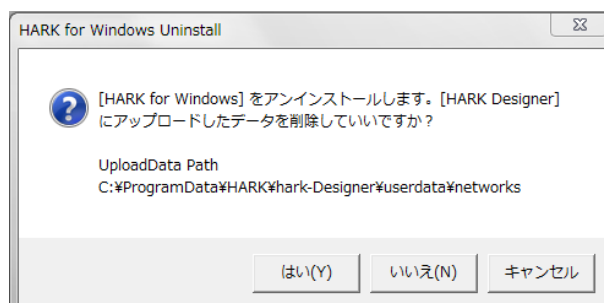 HARK for Windows Uninstall
[HARK for Windows] をアンインストールします。[HARK Designer]
にアップロードしたデータを削除していいですか？
UploadData Path
C:¥ProgramData¥HARK¥hark-Designer¥userdata¥networks
はい(Y) いいえ(N) キャンセル